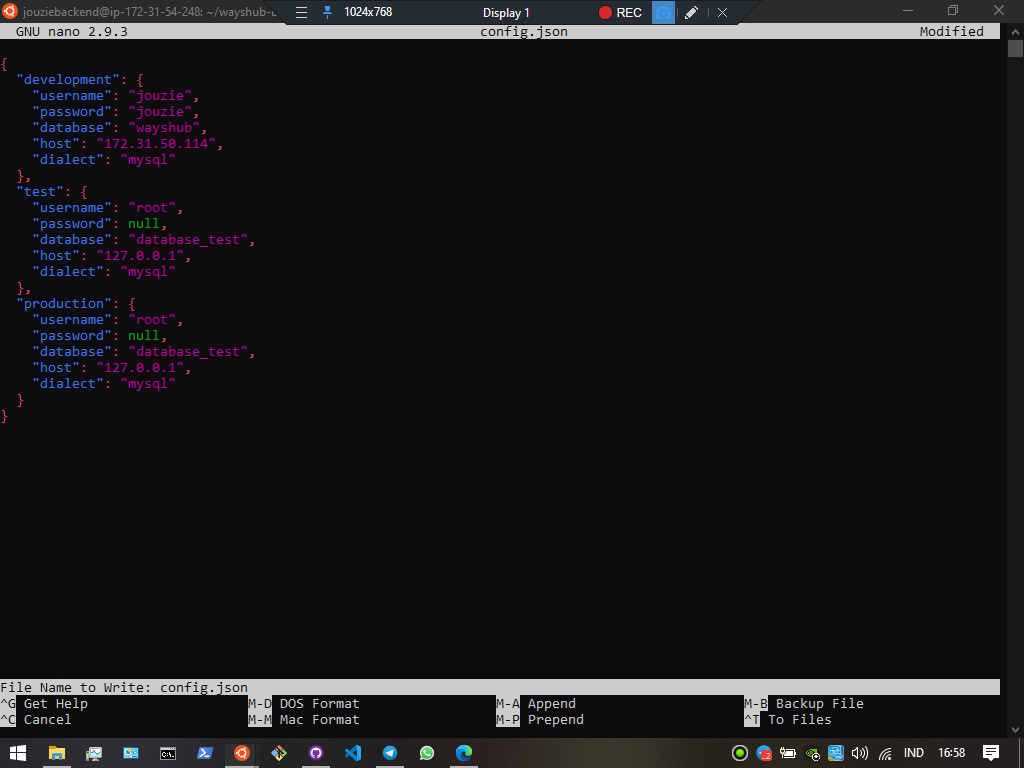 jouziebackend@ip-172-31-54-248: ~/wayshub-
1024x768
Display 1
REC
GNU nano 2.9.3 config.json Modified
{
"development": {
"username": "jouzie",
"password": "jouzie",
"database": "wayshub",
"host": "172.31.50.114",
"dialect": "mysql"
},
"test": {
"username": "root",
"password": null,
"database": "database_test",
"host": "127.0.0.1",
"dialect": "mysql"
},
"production": {
"username": "root",
"password": null,
"database": "database_test",
"host": "127.0.0.1",
"dialect": "mysql"
}
}
File Name to Write: config.json
^G Get Help M-D DOS Format M-A Append M-B Backup File
^C Cancel M-M Mac Format M-P Prepend ^T To Files
IND 16:58